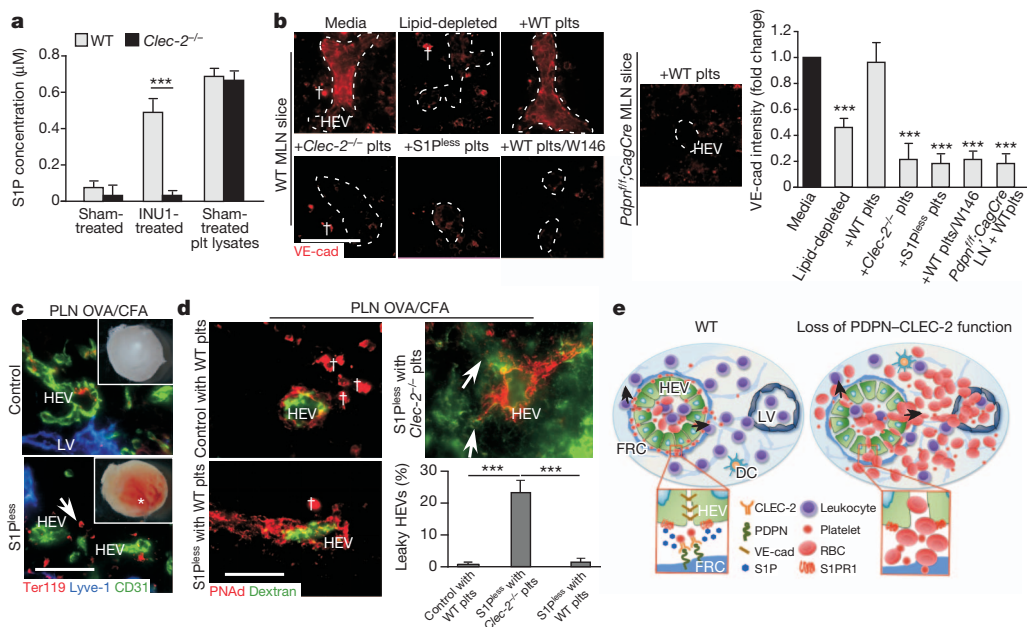 a
WT
Clec-2–/–
S1P concentration (μM)
0.8
0.6
0.4
0.2
0
***
Sham-
treated
INU1-
treated
Sham-
treated
plt lysates
b
WT MLN slice
Media
Lipid-depleted
+WT plts
†
†
HEV
+Clec-2–/– plts
+S1Pless plts
+WT plts/W146
†
VE-cad
Pdpnf/f;CagCre MLN slice
+WT plts
HEV
VE-cad intensity (fold change)
1.2
1.0
0.8
0.6
0.4
0.2
0
***
***
***
***
***
Media
Lipid-depleted
+WT plts
+Clec-2–/– plts
+S1Pless plts
+WT plts/W146
Pdpnf/f;CagCre
LN + WTplts
c
PLN OVA/CFA
Control
HEV
LV
S1Pless
HEV
HEV
*
Ter119 Lyve-1 CD31
d
PLN OVA/CFA
Control with WT plts
HEV
†
†
†
S1Pless with
Clec-2–/– plts
HEV
S1Pless with WT plts
†
HEV
PNAd Dextran
Leaky HEVs (%)
30
20
10
0
***
***
Control with
WT plts
S1Pless with
Clec-2–/– plts
S1Pless with
WT plts
e
WT
Loss of PDPN–CLEC-2 function
HEV
LV
FRC
DC
HEV
FRC
CLEC-2
PDPN
VE-cad
S1P
Leukocyte
Platelet
RBC
S1PR1